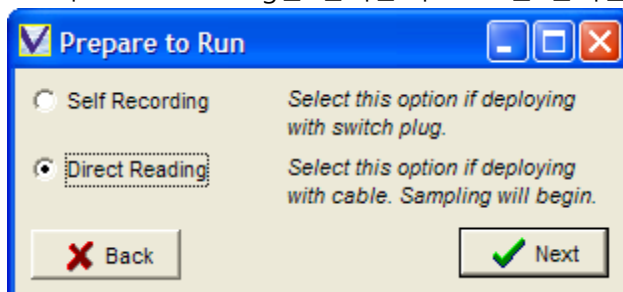 Prepare to Run
Self Recording
Select this option if deploying
with switch plug.
Direct Reading
Select this option if deploying
with cable. Sampling will begin.
Back
Next